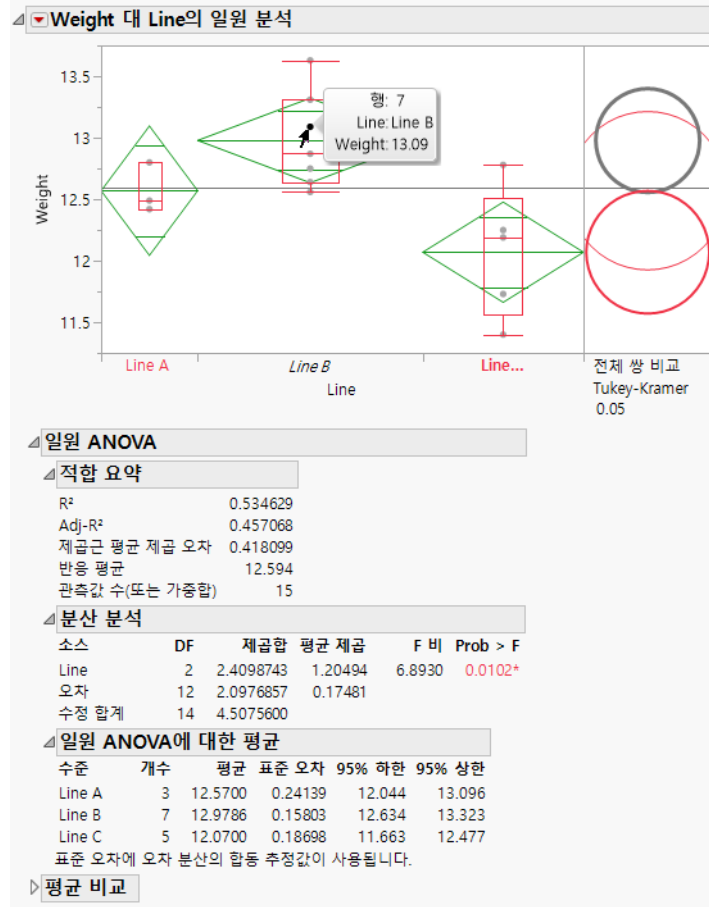 Weight 대 Line의 일원 분석
13.5
13
12.5
12
11.5
Weight
행: 7
Line: Line B
Weight: 13.09
Line A
Line B
Line...
Line
전체 쌍 비교
Tukey-Kramer
0.05
일원 ANOVA
적합 요약
R² 0.534629
Adj-R² 0.457068
제곱근 평균 제곱 오차 0.418099
반응 평균 12.594
관측값 수(또는 가중합) 15
분산 분석
소스 DF 제곱합 평균 제곱 F 비 Prob > F
Line 2 2.4098743 1.20494 6.8930 0.0102*
오차 12 2.0976857 0.17481
수정 합계 14 4.5075600
일원 ANOVA에 대한 평균
수준 개수 평균 표준 오차 95% 하한 95% 상한
Line A 3 12.5700 0.24139 12.044 13.096
Line B 7 12.9786 0.15803 12.634 13.323
Line C 5 12.0700 0.18698 11.663 12.477
표준 오차에 오차 분산의 합동 추정값이 사용됩니다.
평균 비교